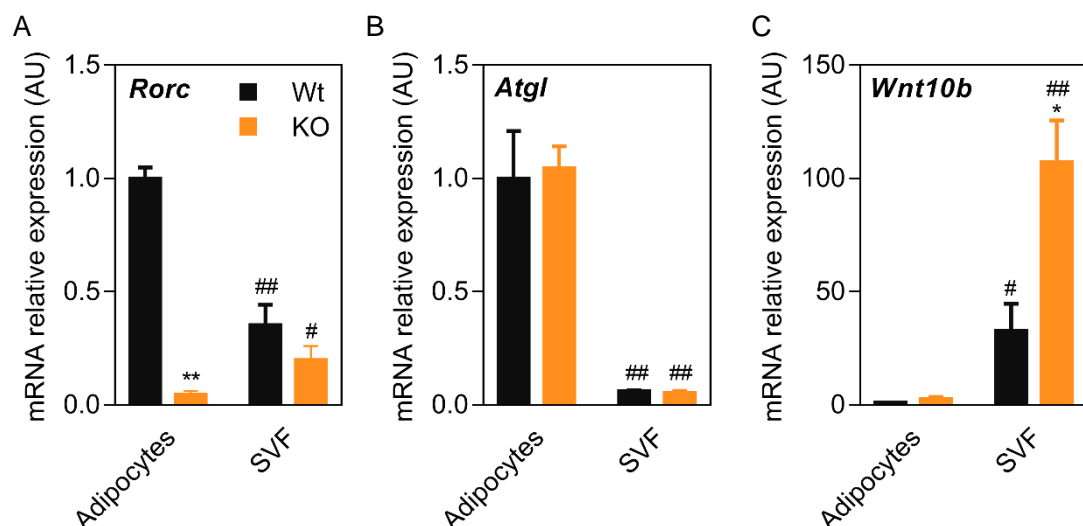 A
mRNA relative expression (AU)
1.5
1.0
0.5
0.0
Rorc
Wt
KO
**
##
#
Adipocytes
SVF
B
mRNA relative expression (AU)
1.5
1.0
0.5
0.0
Atgl
##
##
Adipocytes
SVF
C
mRNA relative expression (AU)
150
100
50
0
Wnt10b
#
##
*
Adipocytes
SVF